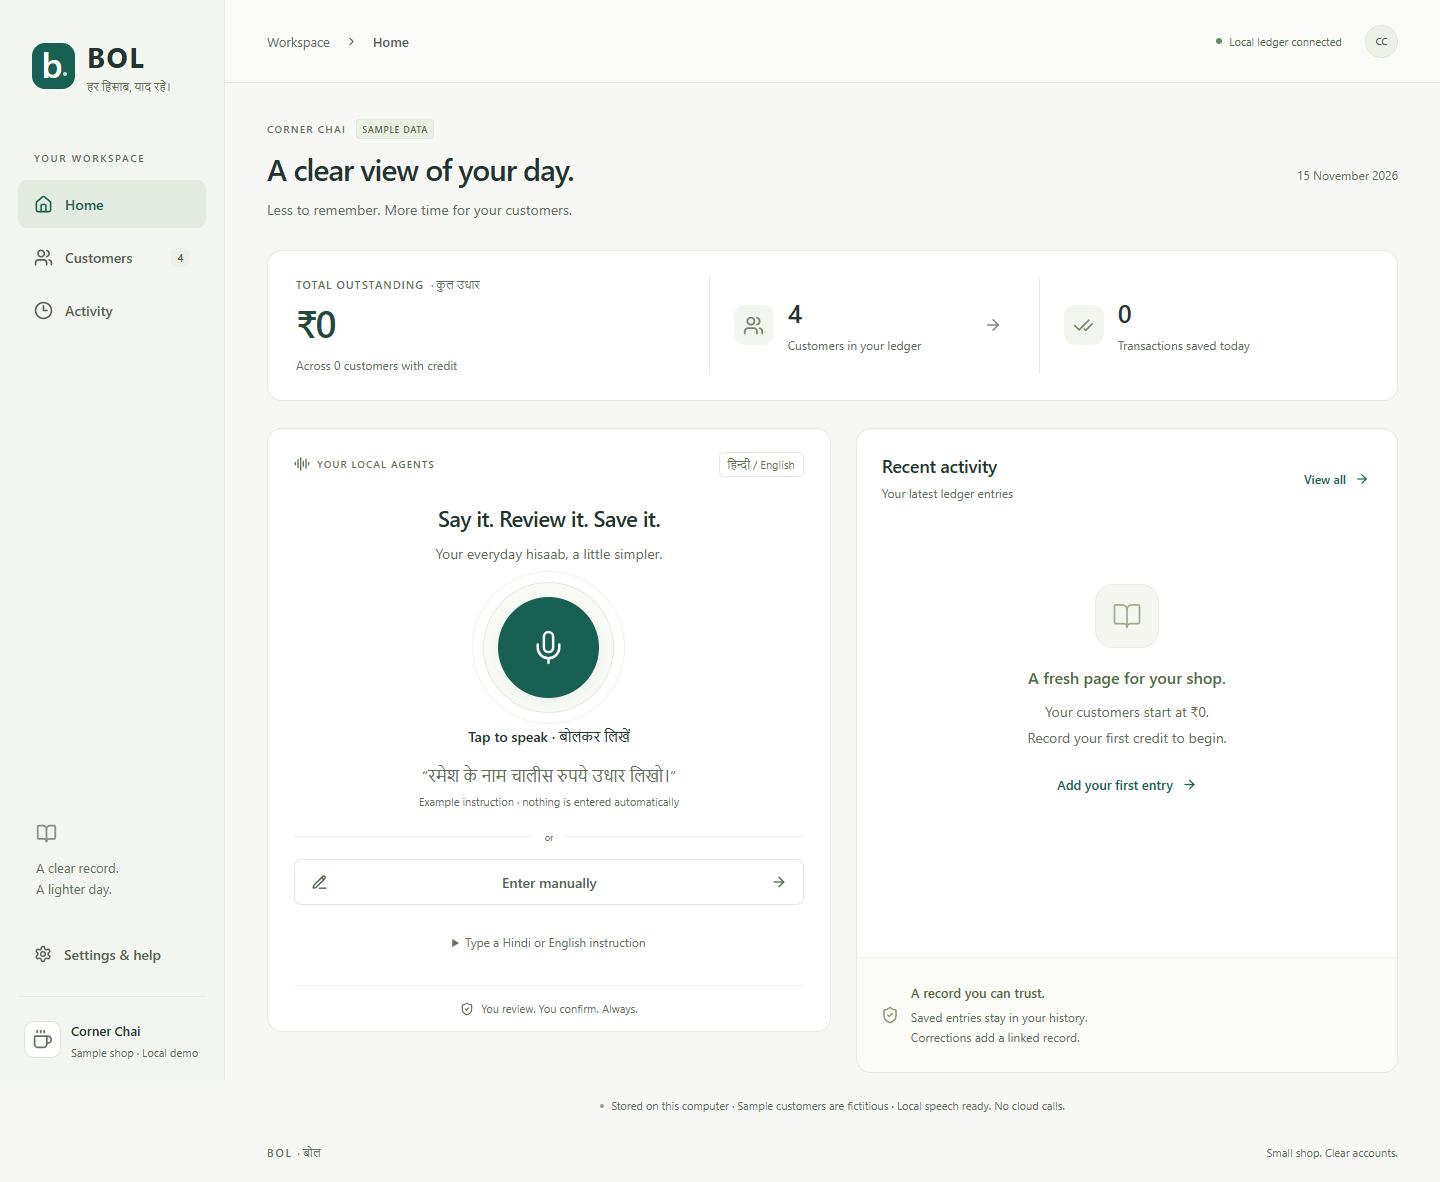 b.
BOL
हर हिसाब, याद रहे।
YOUR WORKSPACE
Home
Customers 4
Activity
A clear record.
A lighter day.
Settings & help
Corner Chai
Sample shop · Local demo
Workspace > Home
Local ledger connected
CC
CORNER CHAI SAMPLE DATA
A clear view of your day.
15 November 2026
Less to remember. More time for your customers.
TOTAL OUTSTANDING · कुल उधार
₹0
Across 0 customers with credit
4
Customers in your ledger
0
Transactions saved today
YOUR LOCAL AGENTS
हिन्दी / English
Say it. Review it. Save it.
Your everyday hisaab, a little simpler.
Tap to speak · बोलकर लिखें
“रमेश के नाम चालीस रुपये उधार लिखो।”
Example instruction · nothing is entered automatically
or
Enter manually
Type a Hindi or English instruction
You review. You confirm. Always.
Recent activity
Your latest ledger entries
View all
A fresh page for your shop.
Your customers start at ₹0.
Record your first credit to begin.
Add your first entry
A record you can trust.
Saved entries stay in your history.
Corrections add a linked record.
Stored on this computer · Sample customers are fictitious · Local speech ready. No cloud calls.
BOL · बोल
Small shop. Clear accounts.